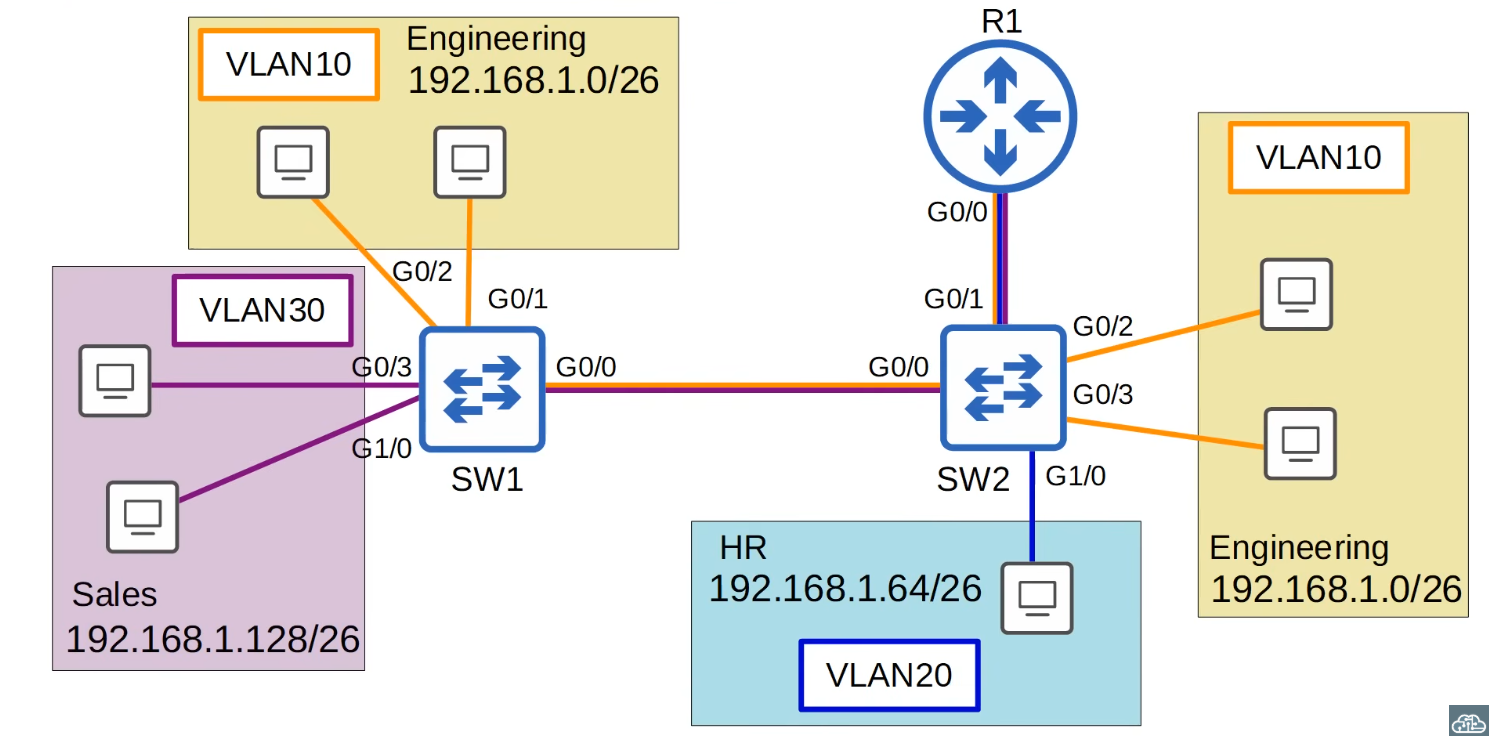 R1
VLAN10
Engineering
192.168.1.0/26
VLAN10
G0/0
G0/2
G0/1
G0/1
VLAN30
G0/2
G0/3
G0/0
G0/0
G0/3
G1/0
SW1
SW2
G1/0
HR
192.168.1.64/26
VLAN20
Engineering
192.168.1.0/26
Sales
192.168.1.128/26